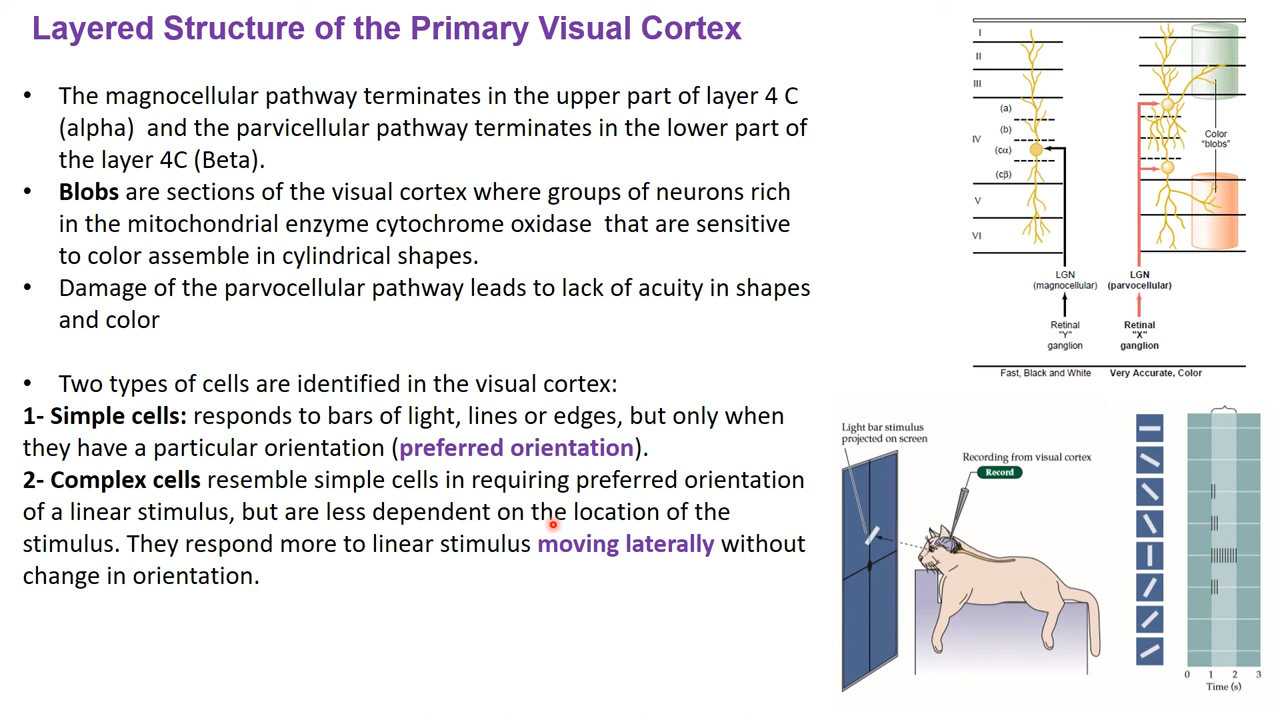 Layered Structure of the Primary Visual Cortex
• The magnocellular pathway terminates in the upper part of layer 4 C
(alpha) and the parvicellular pathway terminates in the lower part of
the layer 4C (Beta).
• Blobs are sections of the visual cortex where groups of neurons rich
in the mitochondrial enzyme cytochrome oxidase that are sensitive
to color assemble in cylindrical shapes.
• Damage of the parvocellular pathway leads to lack of acuity in shapes
and color
• Two types of cells are identified in the visual cortex:
1- Simple cells: responds to bars of light, lines or edges, but only when
they have a particular orientation (preferred orientation).
2- Complex cells resemble simple cells in requiring preferred orientation
of a linear stimulus, but are less dependent on the location of the
stimulus. They respond more to linear stimulus moving laterally without
change in orientation.
I
II
III
(a)
(b)
IV
(cα)
(cβ)
V
VI
Color
"blobs"
LGN
(magnocellular)
LGN
(parvocellular)
Retinal
"Y"
ganglion
Retinal
"X"
ganglion
Fast, Black and White
Very Accurate, Color
Light bar stimulus
projected on screen
Recording from visual cortex
Record
0 1 2 3
Time (s)